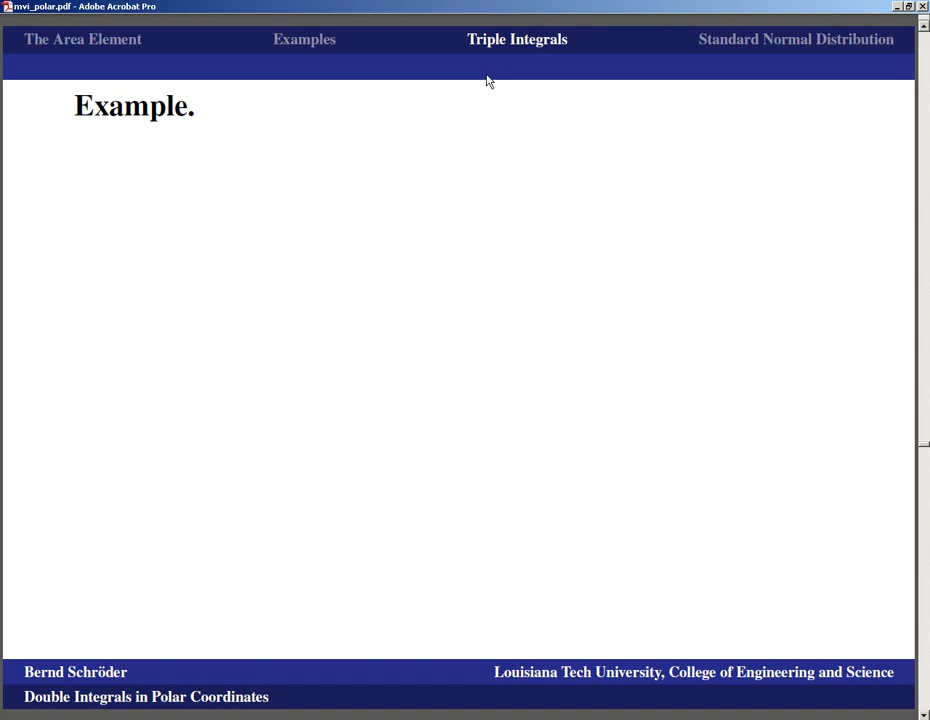 mvi_polar.pdf - Adobe Acrobat Pro
The Area Element Examples Triple Integrals Standard Normal Distribution
Example.
Bernd Schröder Louisiana Tech University, College of Engineering and Science
Double Integrals in Polar Coordinates